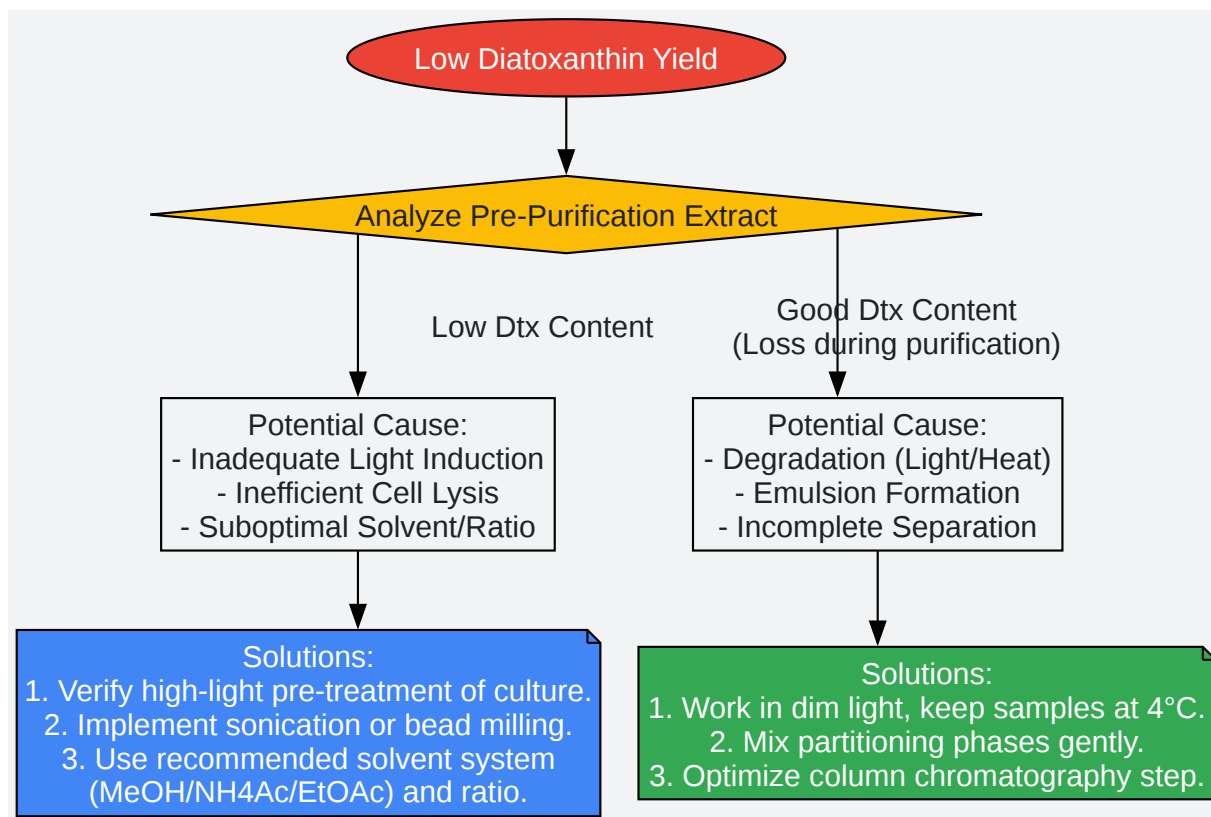 Low Diatoxanthin Yield
Analyze Pre-Purification Extract
Low Dtx Content
Good Dtx Content
(Loss during purification)
Potential Cause:
- Inadequate Light Induction
- Inefficient Cell Lysis
- Suboptimal Solvent/Ratio
Potential Cause:
- Degradation (Light/Heat)
- Emulsion Formation
- Incomplete Separation
Solutions:
1. Verify high-light pre-treatment of culture.
2. Implement sonication or bead milling.
3. Use recommended solvent system
(MeOH/NH4Ac/EtOAc) and ratio.
Solutions:
1. Work in dim light, keep samples at 4°C.
2. Mix partitioning phases gently.
3. Optimize column chromatography step.